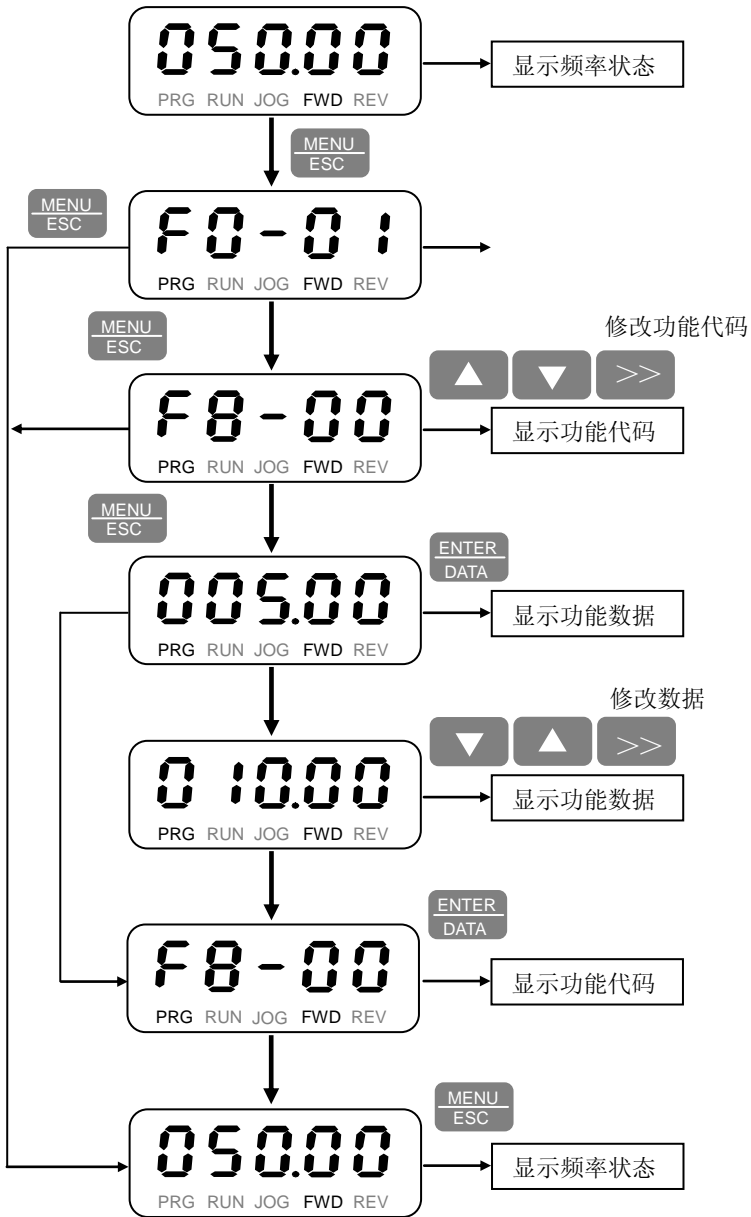 050.00
显示频率状态
PRG RUN JOG FWD REV
MENU
ESC
MENU
ESC
F0-01
PRG RUN JOG FWD REV
MENU
ESC
修改功能代码
▲ ▼ >>
F8-00
显示功能代码
PRG RUN JOG FWD REV
MENU
ESC
ENTER
DATA
005.00
显示功能数据
PRG RUN JOG FWD REV
修改数据
▼ ▲ >>
010.00
显示功能数据
PRG RUN JOG FWD REV
ENTER
DATA
F8-00
显示功能代码
PRG RUN JOG FWD REV
MENU
ESC
050.00
显示频率状态
PRG RUN JOG FWD REV